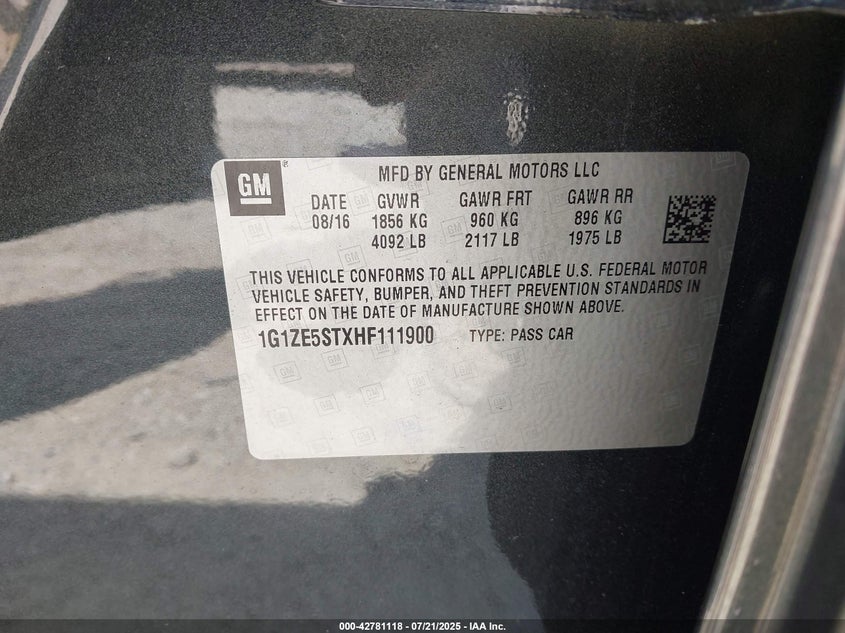 GM
MFD BY GENERAL MOTORS LLC
DATE GVWR GAWR FRT GAWR RR
08/16 1856 KG 960 KG 896 KG
4092 LB 2117 LB 1975 LB
THIS VEHICLE CONFORMS TO ALL APPLICABLE U.S. FEDERAL MOTOR
VEHICLE SAFETY, BUMPER, AND THEFT PREVENTION STANDARDS IN
EFFECT ON THE DATE OF MANUFACTURE SHOWN ABOVE.
1G1ZE5STXHF111900 TYPE: PASS CAR
000-42781118 - 07/21/2025 - IAA Inc.